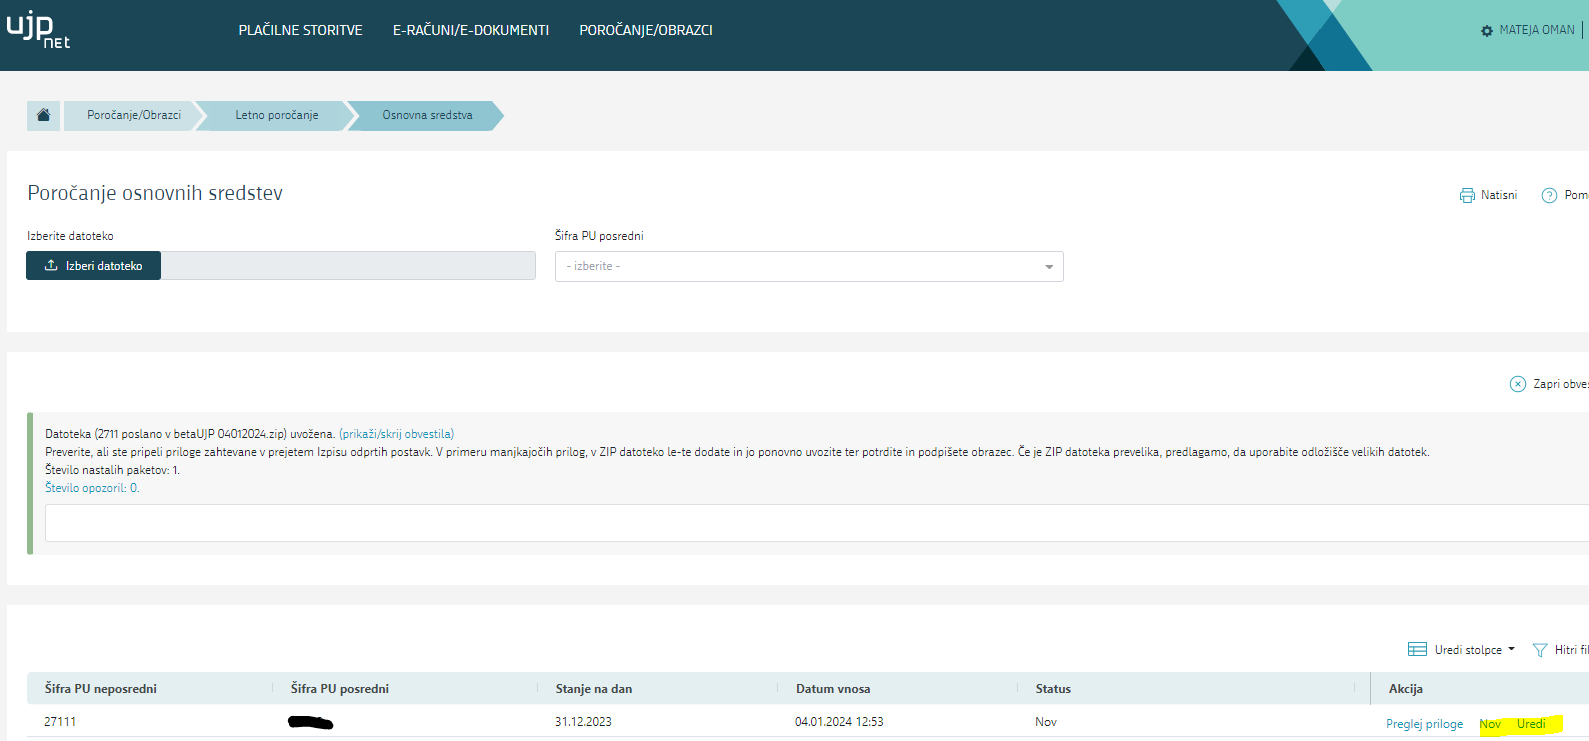 ujp
net
PLAČILNE STORITVE E-RAČUNI/E-DOKUMENTI POROČANJE/OBRAZCI
MATEJA OMAN
Poročanje/Obrazci Letno poročanje Osnovna sredstva
Poročanje osnovnih sredstev
Natisni Pom
Izberite datoteko Šifra PU posredni
Izberi datoteko - izberite -
Zapri obves
Datoteka (2711 poslano v betaUJP 04012024.zip) uvožena. (prikaži/skrij obvestila)
Preverite, ali ste pripeli priloge zahtevane v prejetem Izpisu odprtih postavk. V primeru manjkajočih prilog, v ZIP datoteko le-te dodate in jo ponovno uvozite ter potrdite in podpišete obrazec. Če je ZIP datoteka prevelika, predlagamo, da uporabite odložišče velikih datotek.
Število nastalih paketov: 1.
Število opozoril: 0.
Uredi stolpce Hitri fil
Šifra PU neposredni Šifra PU posredni Stanje na dan Datum vnosa Status Akcija
27111 31.12.2023 04.01.2024 12:53 Nov Preglej priloge Nov Uredi